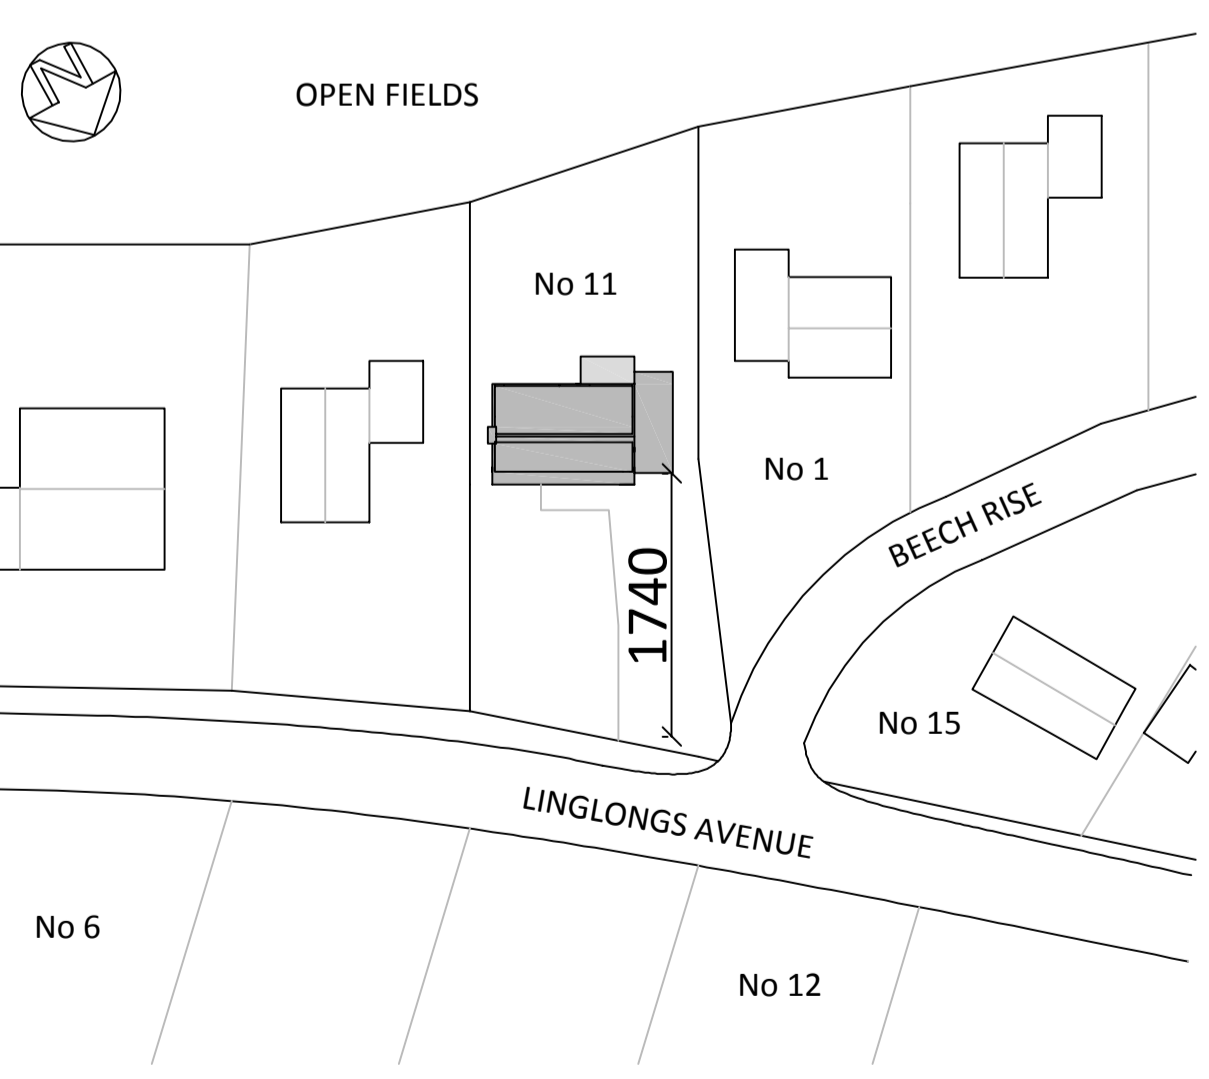 N
OPEN FIELDS
No 11
No 1
BEECH RISE
1740
No 15
LINGLONGS AVENUE
No 6
No 12